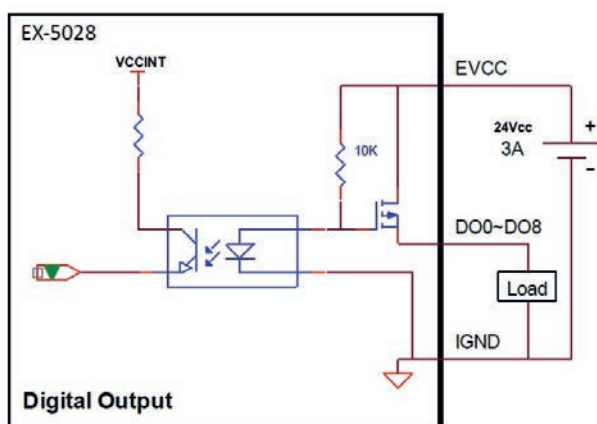 EX-5028
VCCINT
EVCC
10K
24Vcc
3A
+
-
DO0~DO8
Load
IGND
Digital Output